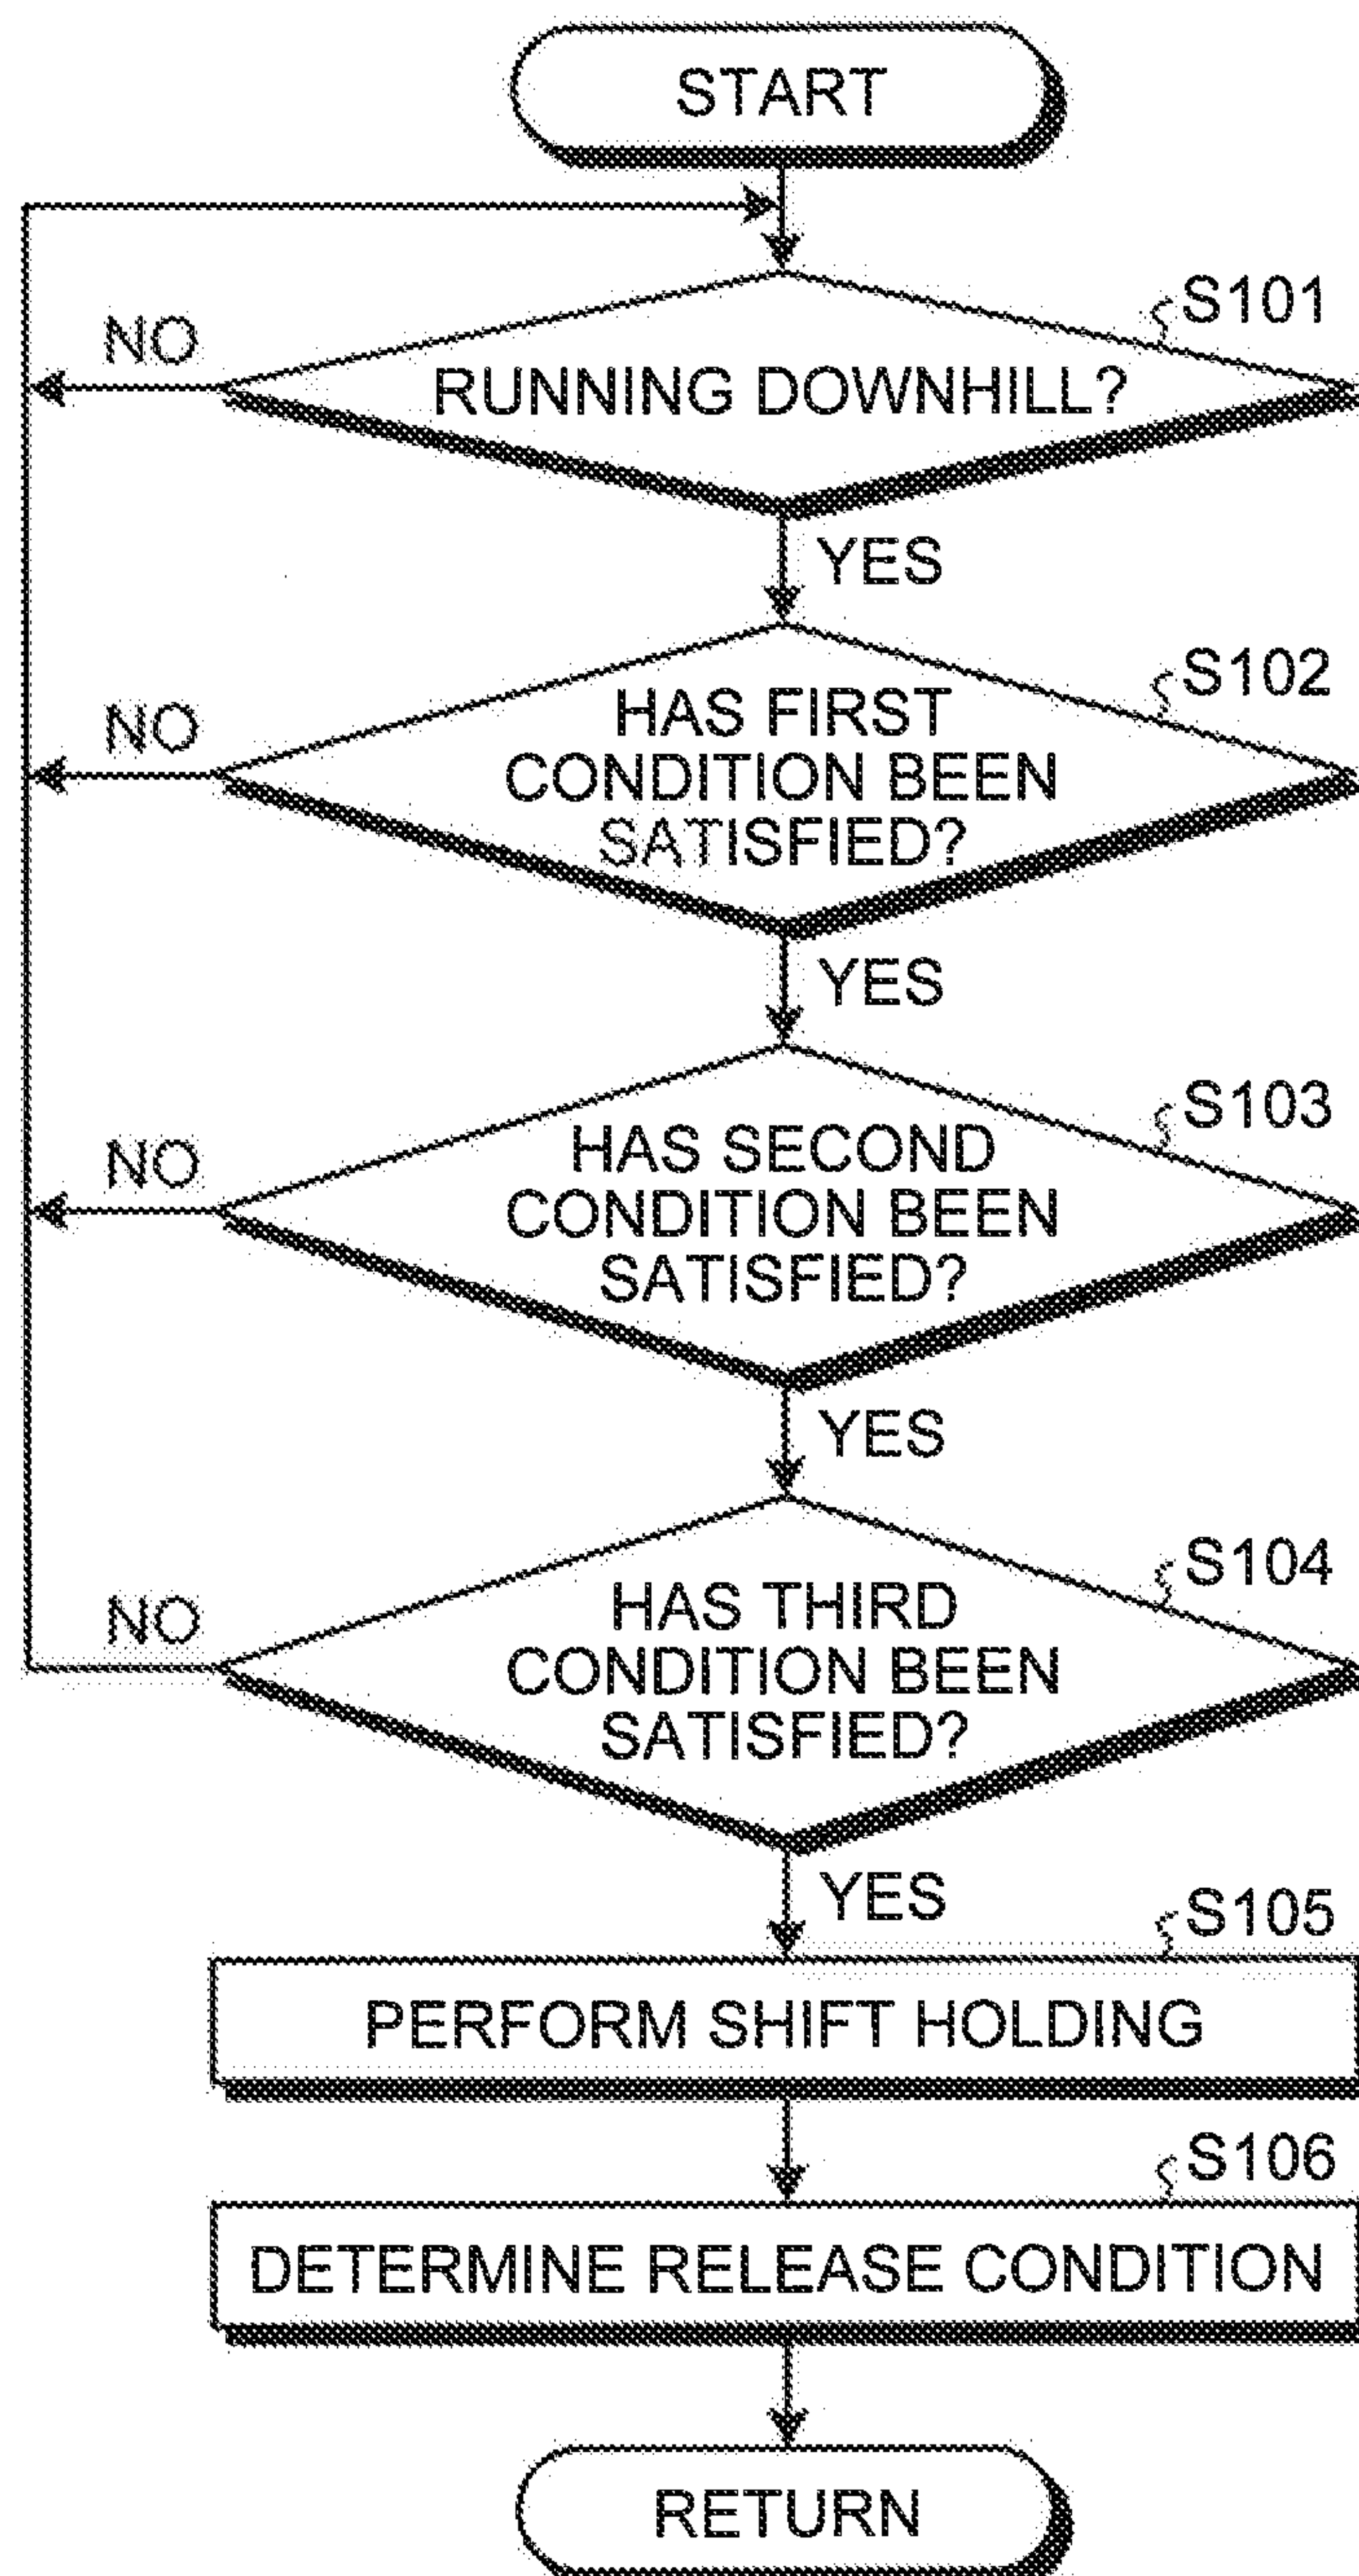 START
S101
NO
RUNNING DOWNHILL?
YES
S102
NO
HAS FIRST
CONDITION BEEN
SATISFIED?
YES
S103
NO
HAS SECOND
CONDITION BEEN
SATISFIED?
YES
S104
NO
HAS THIRD
CONDITION BEEN
SATISFIED?
YES
S105
PERFORM SHIFT HOLDING
S106
DETERMINE RELEASE CONDITION
RETURN